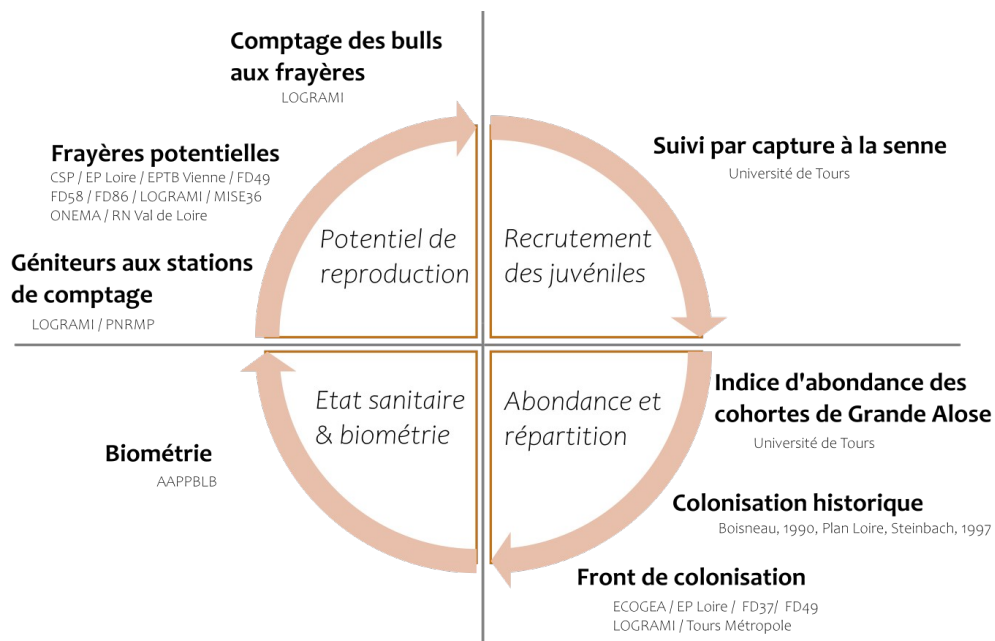 Comptage des bulls
aux frayères
LOGRAMI
Frayères potentielles
CSP / EP Loire / EPTB Vienne / FD49
FD58 / FD86 / LOGRAMI / MISE36
ONEMA / RN Val de Loire
Géniteurs aux stations
de comptage
LOGRAMI / PNRMP
Potentiel de
reproduction
Suivi par capture à la senne
Université de Tours
Recrutement
des juvéniles
Etat sanitaire
& biométrie
Biométrie
AAPPBLB
Abondance et
répartition
Indice d'abondance des
cohortes de Grande Alose
Université de Tours
Colonisation historique
Boisneau, 1990, Plan Loire, Steinbach, 1997
Front de colonisation
ECOGEA / EP Loire / FD37/ FD49
LOGRAMI / Tours Métropole